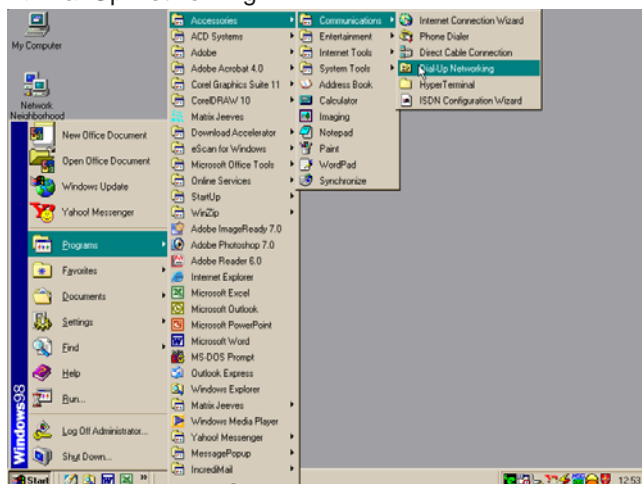 My Computer
Network
Neighborhood
New Office Document
Open Office Document
Windows Update
Yahoo! Messenger
Programs
Favorites
Documents
Settings
Find
Help
Run...
Log Off Administrator...
Shut Down...
Windows98
Start
Accessories
ACD Systems
Adobe
Adobe Acrobat 4.0
Corel Graphics Suite 11
CorelDRAW 10
Matix Jeeves
Download Accelerator
eScan for Windows
Microsoft Office Tools
Online Services
StartUp
WinZip
Adobe ImageReady 7.0
Adobe Photoshop 7.0
Adobe Reader 6.0
Internet Explorer
Microsoft Excel
Microsoft Outlook
Microsoft PowerPoint
Microsoft Word
MS-DOS Prompt
Outlook Express
Windows Explorer
Matrix Jeeves
Windows Media Player
Yahoo! Messenger
MessagePopup
IncrediMail
Communications
Entertainment
Internet Tools
System Tools
Address Book
Calculator
Imaging
Notepad
Paint
WordPad
Synchronize
Internet Connection Wizard
Phone Dialer
Direct Cable Connection
Dial-Up Networking
HyperTerminal
ISDN Configuration Wizard
12:53